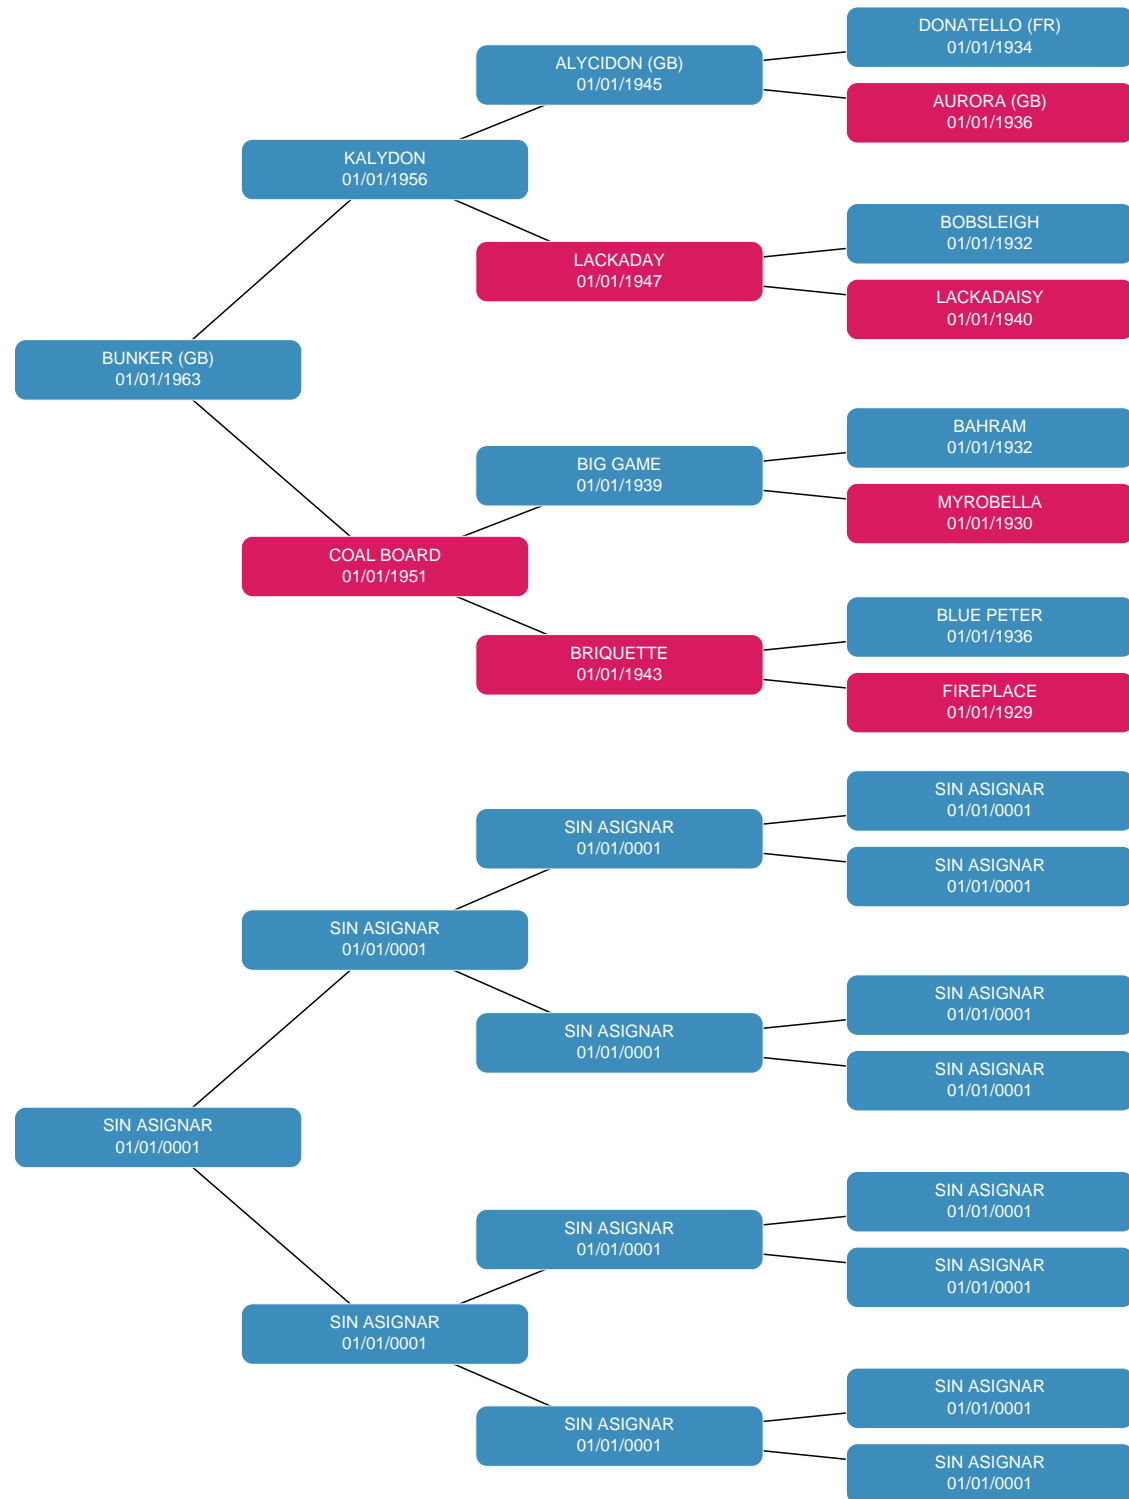 DONATELLO (FR)
01/01/1934
ALYCIDON (GB)
01/01/1945
AURORA (GB)
01/01/1936
KALYDON
01/01/1956
BOBSLEIGH
01/01/1932
LACKADAY
01/01/1947
LACKADAISY
01/01/1940
BUNKER (GB)
01/01/1963
BAHRAM
01/01/1932
BIG GAME
01/01/1939
MYROBELLA
01/01/1930
COAL BOARD
01/01/1951
BLUE PETER
01/01/1936
BRIQUETTE
01/01/1943
FIREPLACE
01/01/1929
SIN ASIGNAR
01/01/0001
SIN ASIGNAR
01/01/0001
SIN ASIGNAR
01/01/0001
SIN ASIGNAR
01/01/0001
SIN ASIGNAR
01/01/0001
SIN ASIGNAR
01/01/0001
SIN ASIGNAR
01/01/0001
SIN ASIGNAR
01/01/0001
SIN ASIGNAR
01/01/0001
SIN ASIGNAR
01/01/0001
SIN ASIGNAR
01/01/0001
SIN ASIGNAR
01/01/0001
SIN ASIGNAR
01/01/0001
SIN ASIGNAR
01/01/0001
SIN ASIGNAR
01/01/0001